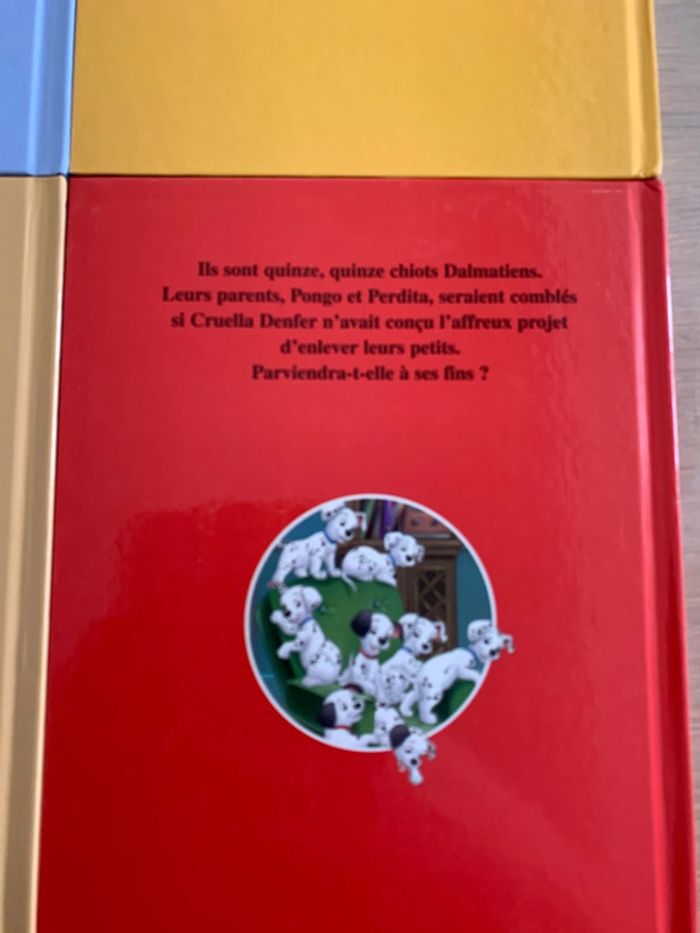 Ils sont quinze, quinze chiots Dalmatiens.
Leurs parents, Pongo et Perdita, seraient comblés
si Cruella Denfer n'avait conçu l'affreux projet
d'enlever leurs petits.
Parviendra-t-elle à ses fins ?